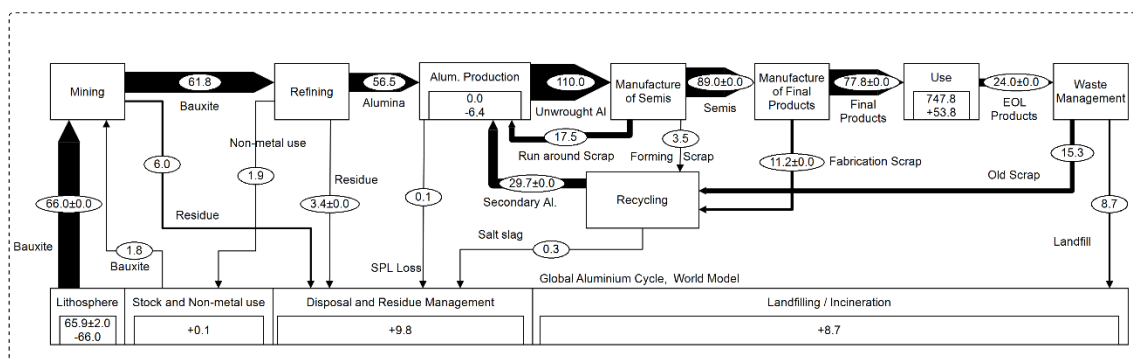 61.8
56.5
110.0
89.0±0.0
77.8±0.0
24.0±0.0
Mining
Bauxite
Refining
Alumina
Alum. Production
0.0
-6.4
Unwrought Al
Manufacture
of Semis
Semis
Manufacture
of Final
Products
Final
Products
Use
747.8
+53.8
EOL
Products
Waste
Management
Non-metal use
17.5
Run around Scrap
3.5
Forming Scrap
11.2±0.0
Fabrication Scrap
15.3
Old Scrap
6.0
1.9
Residue
0.1
29.7±0.0
Secondary Al.
Recycling
66.0±0.0
3.4±0.0
8.7
Residue
Salt slag
0.3
Bauxite
1.8
Bauxite
SPL Loss
Landfill
Global Aluminium Cycle, World Model
Lithosphere
65.9±2.0
-66.0
Stock and Non-metal use
+0.1
Disposal and Residue Management
+9.8
Landfilling / Incineration
+8.7